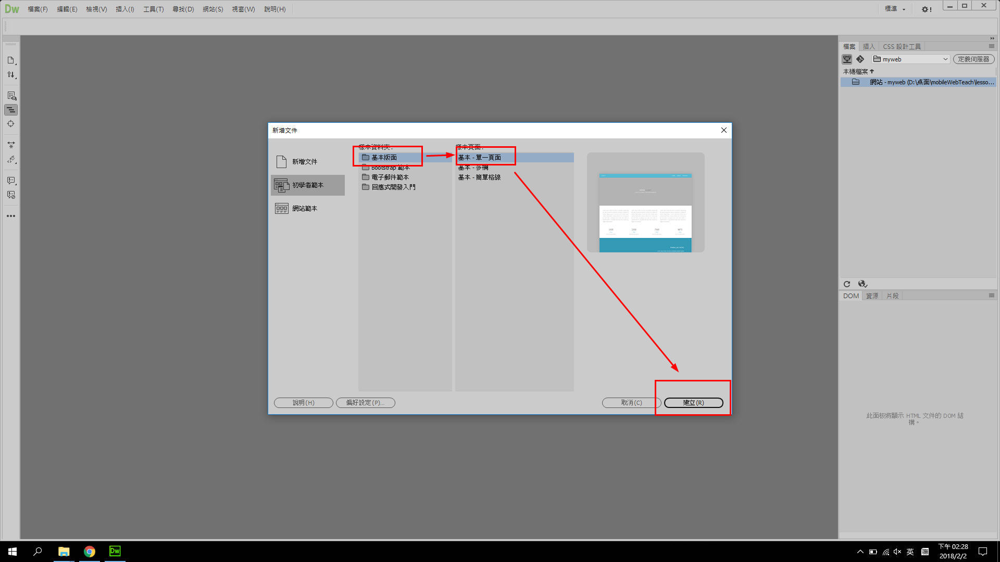 Dw 檔案(F) 編輯(E) 檢視(V) 插入(I) 工具(T) 尋找(D) 網站(S) 視窗(W) 說明(H) 標準
檔案 插入 CSS 設計工具
myweb 定義伺服器
本機檔案
網站 - myweb (D:\桌面\mobileWebTeach\lesso...
新增文件
樣本資料夾: 樣本頁面:
新增文件
初學者範本
網站範本
基本版面
Bootstrap 範本
電子郵件範本
回應式開發入門
基本 - 單一頁面
基本 - 多欄
基本 - 簡單格線
說明(H) 偏好設定(P)... 取消(C) 建立(R)
DOM 資源 片段
此面板將顯示 HTML 文件的 DOM 結
構。
Dw
英
下午 02:28
2018/2/2